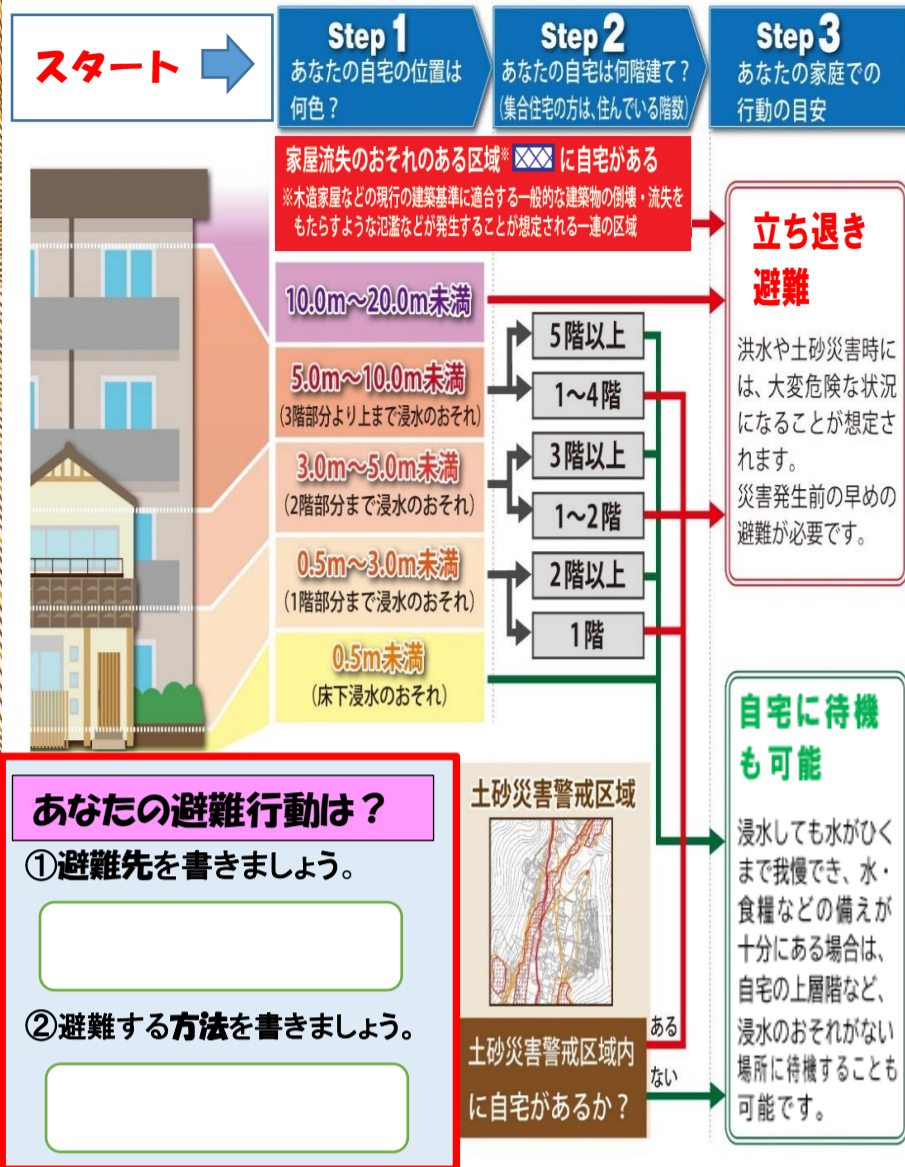 スタート
Step 1
あなたの自宅の位置は
何色？
Step 2
あなたの自宅は何階建て？
(集合住宅の方は、住んでいる階数)
Step 3
あなたの家庭での
行動の目安
家屋流失のおそれのある区域※ に自宅がある
※木造家屋などの現行の建築基準に適合する一般的な建築物の倒壊・流失を
もたらすような氾濫などが発生することが想定される一連の区域
10.0m～20.0m未満
5.0m～10.0m未満
(3階部分より上まで浸水のおそれ)
3.0m～5.0m未満
(2階部分まで浸水のおそれ)
0.5m～3.0m未満
(1階部分まで浸水のおそれ)
0.5m未満
(床下浸水のおそれ)
5階以上
1～4階
3階以上
1～2階
2階以上
1階
立ち退き
避難
洪水や土砂災害時に
は、大変危険な状況
になることが想定さ
れます。
災害発生前の早めの
避難が必要です。
自宅に待機
も可能
浸水しても水がひく
まで我慢でき、水・
食糧などの備えが
十分にある場合は、
自宅の上層階など、
浸水のおそれがない
場所に待機することも
可能です。
土砂災害警戒区域
土砂災害警戒区域内
に自宅があるか？
ある
ない
あなたの避難行動は？
①避難先を書きましょう。
②避難する方法を書きましょう。